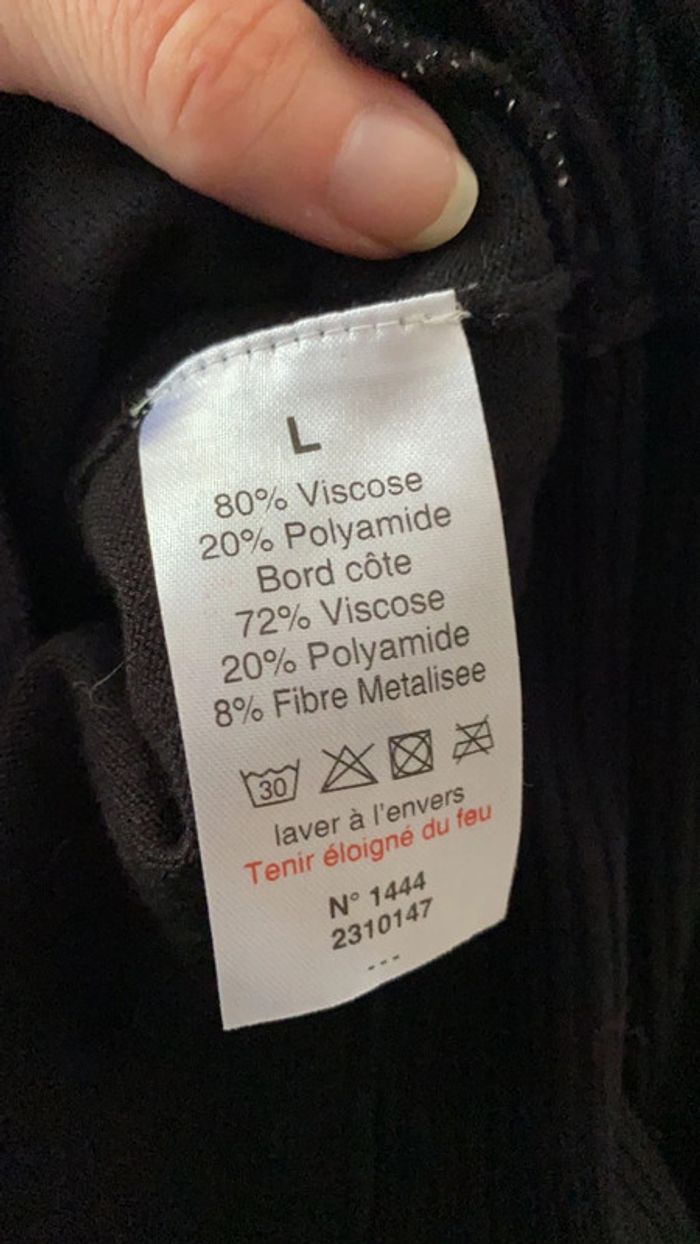 L
80% Viscose
20% Polyamide
Bord côte
72% Viscose
20% Polyamide
8% Fibre Metalisee
30
laver à l'envers
Tenir éloigné du feu
N° 1444
2310147
---